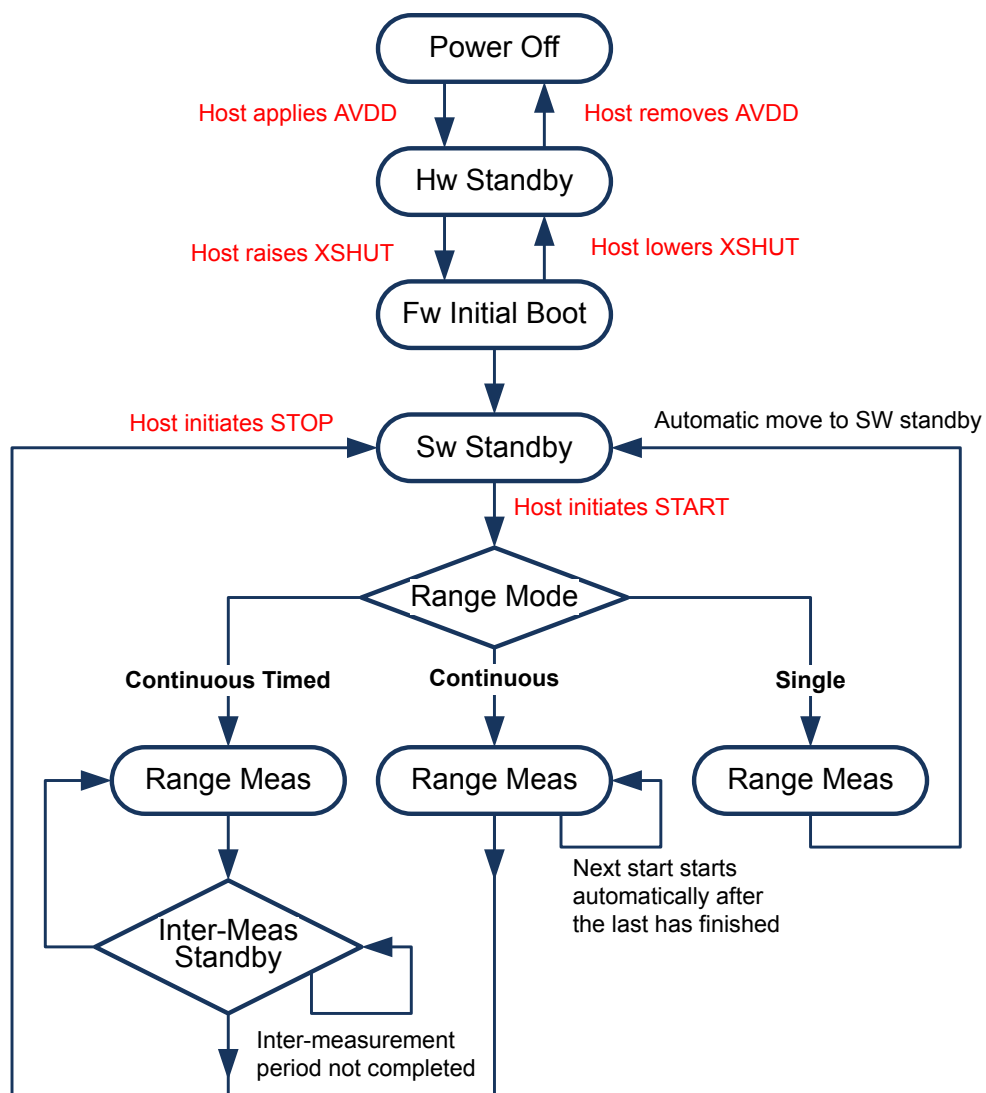 Power Off
Host applies AVDD
Host removes AVDD
Hw Standby
Host raises XSHUT
Host lowers XSHUT
Fw Initial Boot
Host initiates STOP
Automatic move to SW standby
Sw Standby
Host initiates START
Range Mode
Continuous Timed
Continuous
Single
Range Meas
Range Meas
Range Meas
Next start starts
automatically after
the last has finished
Inter-Meas
Standby
Inter-measurement
period not completed